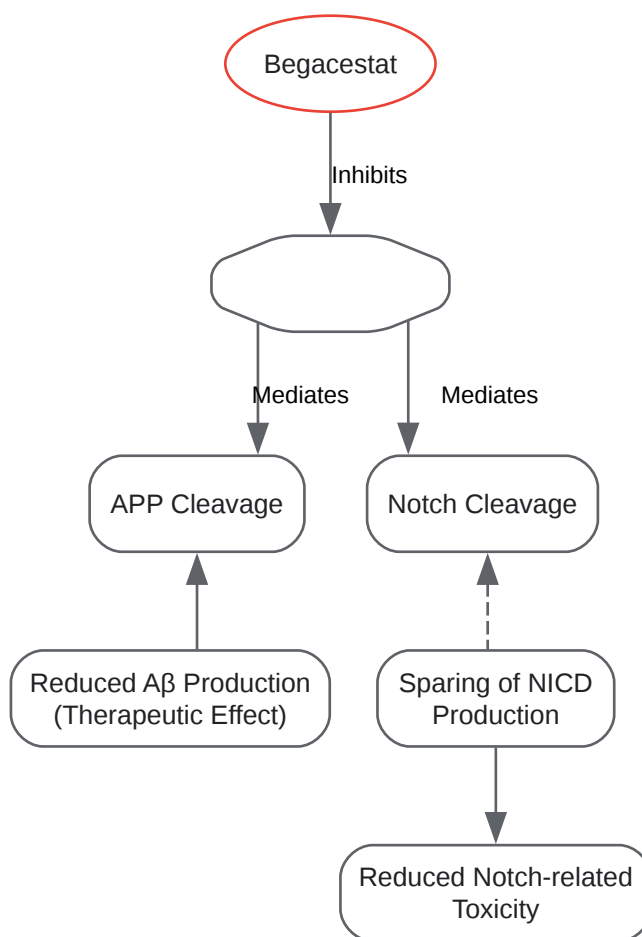 Begacestat
Inhibits
Mediates
Mediates
APP Cleavage
Notch Cleavage
Reduced Aβ Production
(Therapeutic Effect)
Sparing of NICD
Production
Reduced Notch-related
Toxicity